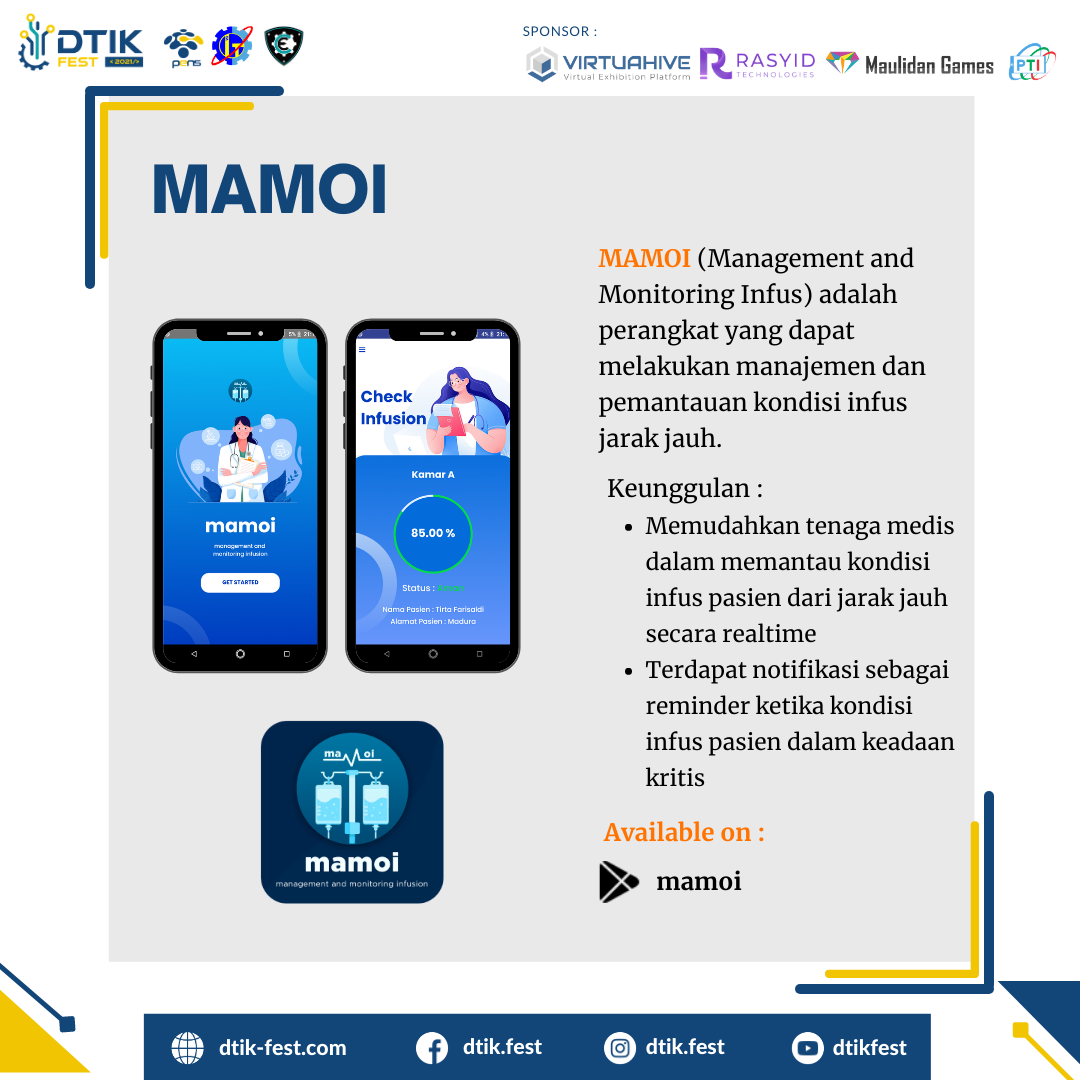 DTIK
FEST <2021/>
pens
SPONSOR :
VIRTUAHIVE
Virtual Exhibition Platform
RASYID
TECHNOLOGIES
Maulidan Games
PTI
MAMOI
MAMOI (Management and
Monitoring Infus) adalah
perangkat yang dapat
melakukan manajemen dan
pemantauan kondisi infus
jarak jauh.
Keunggulan :
• Memudahkan tenaga medis
dalam memantau kondisi
infus pasien dari jarak jauh
secara realtime
• Terdapat notifikasi sebagai
reminder ketika kondisi
infus pasien dalam keadaan
kritis
Available on :
mamoi
5% 21:
mamoi
management and
monitoring infusion
GET STARTED
4% 21:
Check
Infusion
Kamar A
85.00 %
Status :
Nama Pasien : Tirta Farisaldi
Alamat Pasien : Madura
ma oi
mamoi
management and monitoring infusion
dtik-fest.com
dtik.fest
dtik.fest
dtikfest